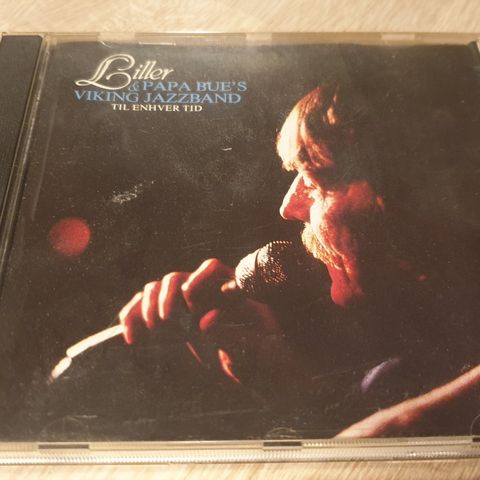 Liller
& PAPA BUE'S
VIKING JAZZBAND
TIL ENHVER TID